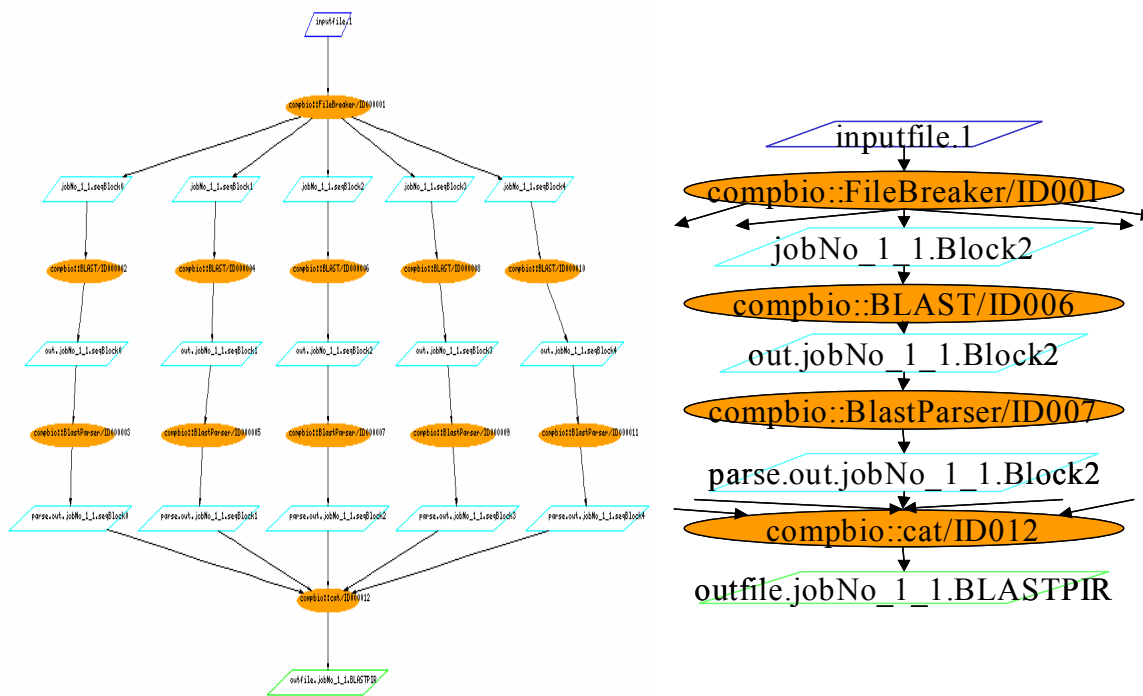 inputfile.1
compbio::FileBreaker/ID000001
jobNo_1_1.seqBlock0
jobNo_1_1.seqBlock1
jobNo_1_1.seqBlock2
jobNo_1_1.seqBlock3
jobNo_1_1.seqBlock4
compbio::BLAST/ID000002
compbio::BLAST/ID000004
compbio::BLAST/ID000006
compbio::BLAST/ID000008
compbio::BLAST/ID000010
out.jobNo_1_1.seqBlock0
out.jobNo_1_1.seqBlock1
out.jobNo_1_1.seqBlock2
out.jobNo_1_1.seqBlock3
out.jobNo_1_1.seqBlock4
compbio::BlastParser/ID000003
compbio::BlastParser/ID000005
compbio::BlastParser/ID000007
compbio::BlastParser/ID000009
compbio::BlastParser/ID000011
parse.out.jobNo_1_1.seqBlock0
parse.out.jobNo_1_1.seqBlock1
parse.out.jobNo_1_1.seqBlock2
parse.out.jobNo_1_1.seqBlock3
parse.out.jobNo_1_1.seqBlock4
compbio::cat/ID000012
outfile.jobNo_1_1.BLASTPIR
inputfile.1
compbio::FileBreaker/ID001
jobNo_1_1.Block2
compbio::BLAST/ID006
out.jobNo_1_1.Block2
compbio::BlastParser/ID007
parse.out.jobNo_1_1.Block2
compbio::cat/ID012
outfile.jobNo_1_1.BLASTPIR